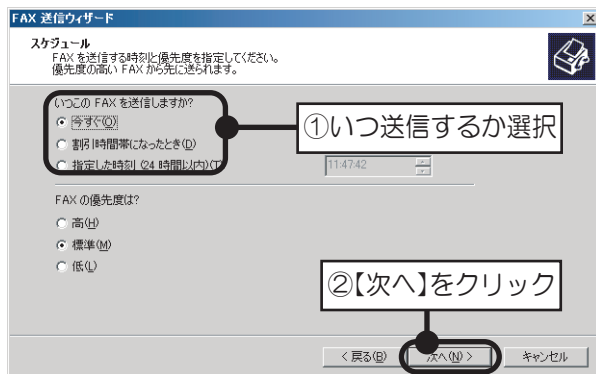 FAX 送信ウィザード
スケジュール
FAX を送信する時刻と優先度を指定してください。
優先度の高い FAX から先に送られます。
いつこの FAX を送信しますか?
今すぐ(O)
①いつ送信するか選択
割引時間帯になったとき(D)
指定した時刻 (24 時間以内)(T) 11:47:42
FAX の優先度は?
高(H)
標準(M)
低(L)
②【次へ】をクリック
< 戻る(B) 次へ(N) > キャンセル